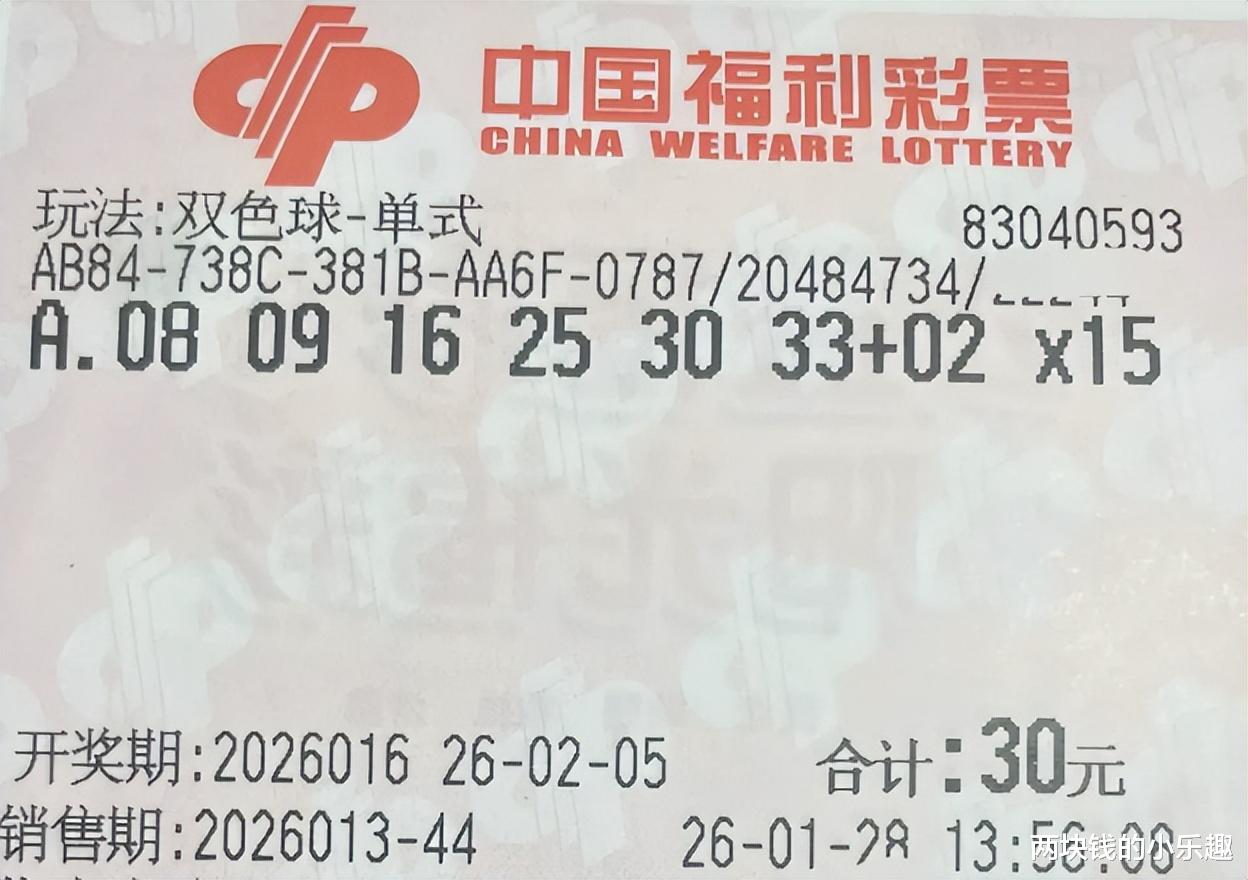 中国福利彩票
CHINA WELFARE LOTTERY
玩法:双色球-单式
83040593
AB84-738C-381B-AA6F-0787/20484734/
A.08 09 16 25 30 33+02 x15
开奖期:2026016 26-02-05 合计:30元
销售期:2026013-44 26-01-28 13:56:
两块钱的小乐趣